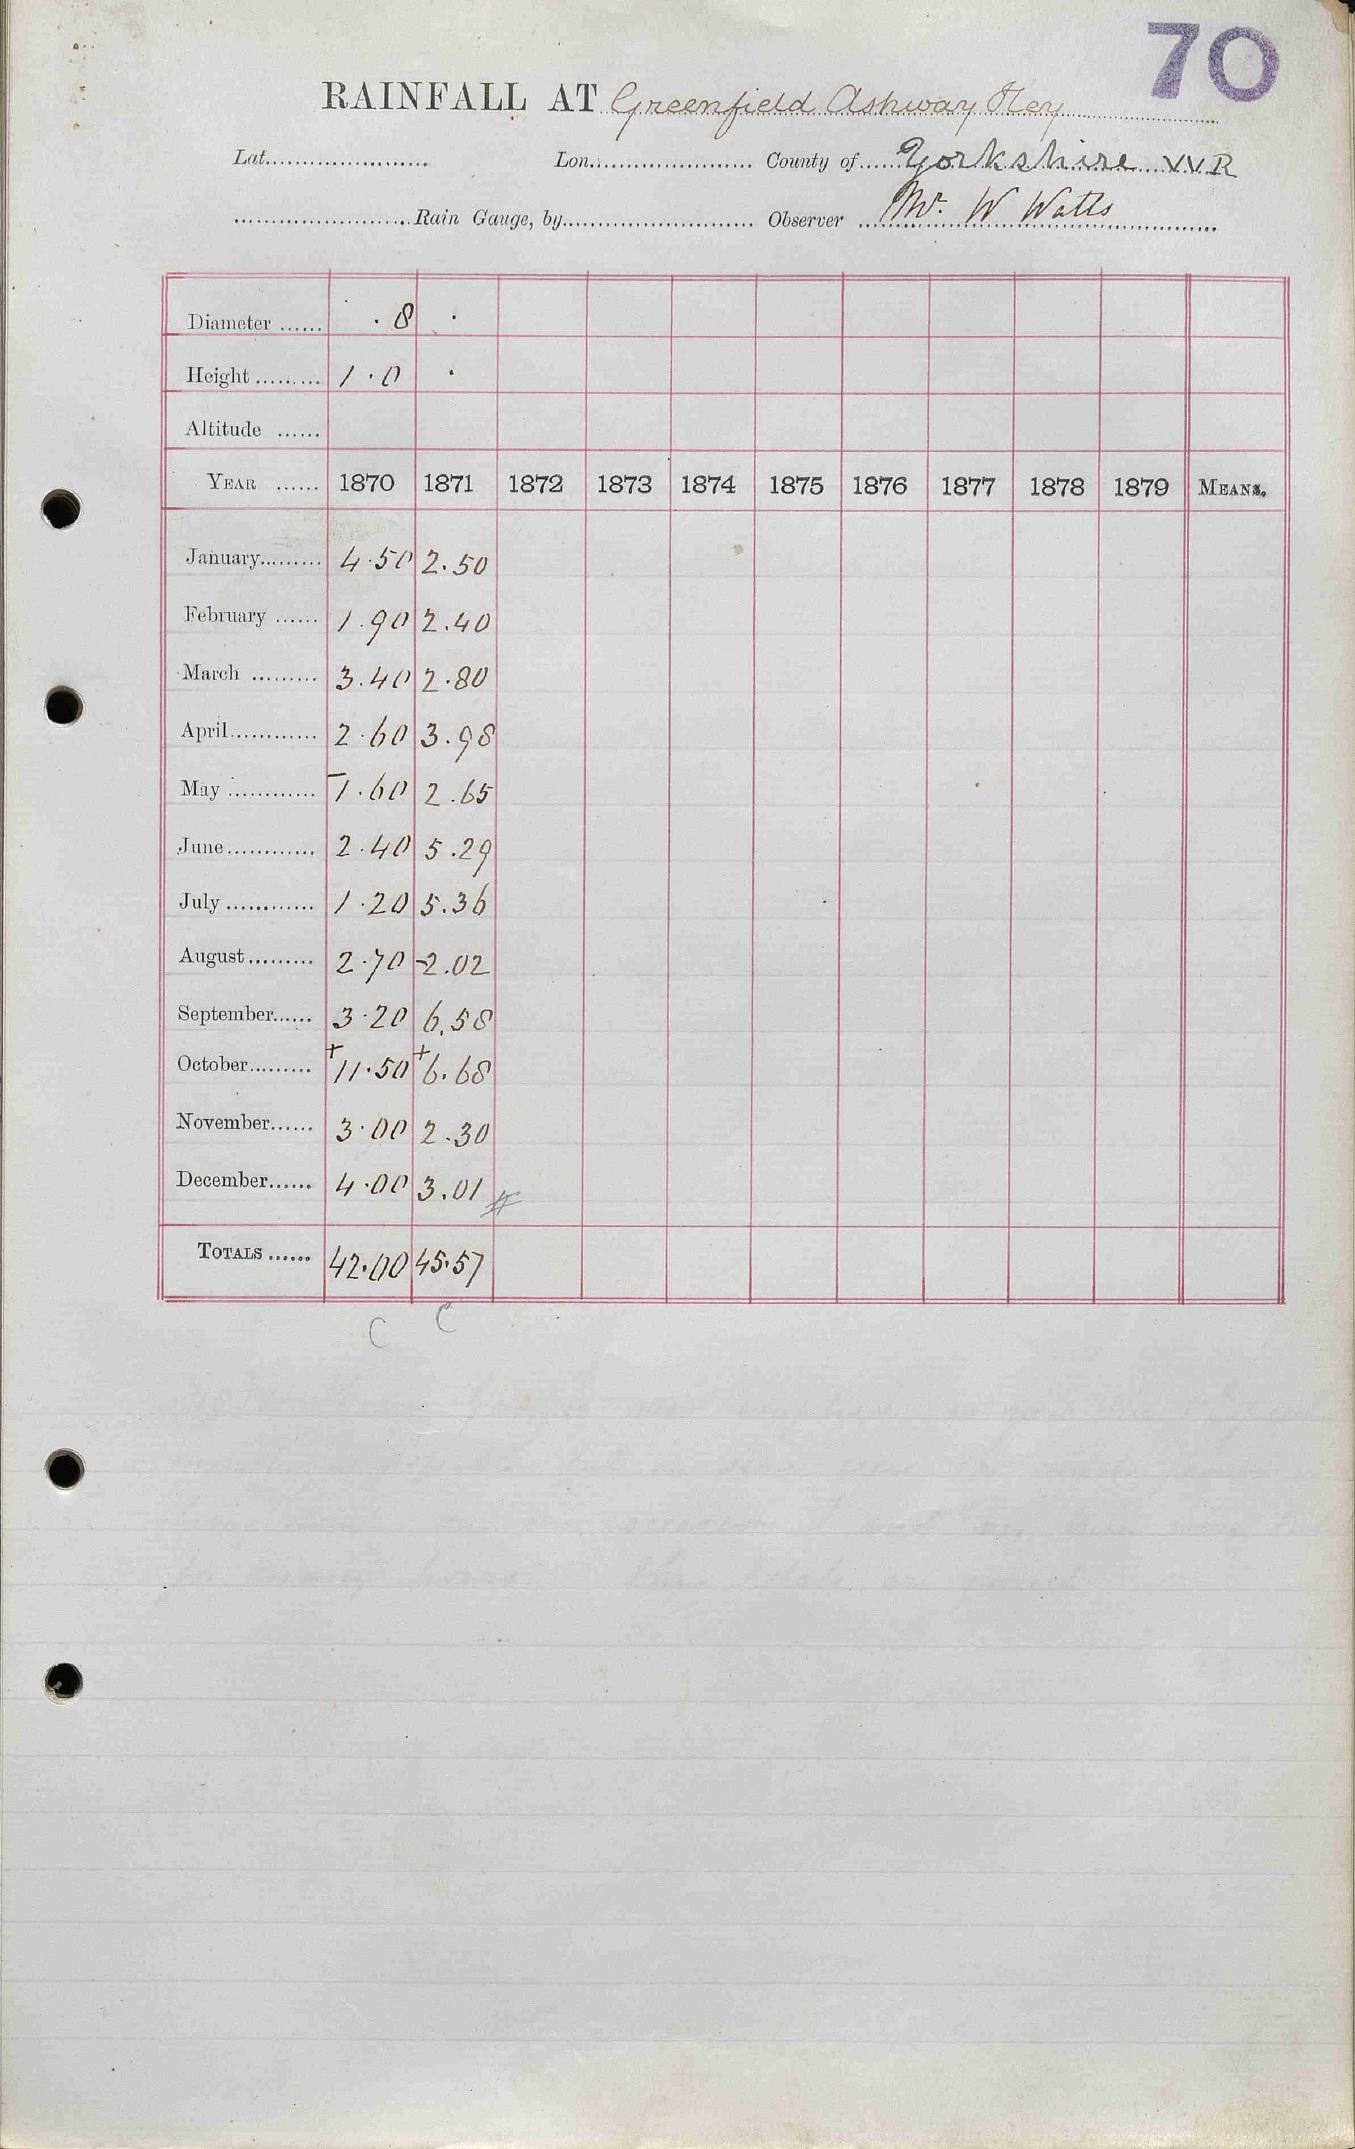 70
RAINFALL AT Greenfield Ashway Hey
Lat. Lon. County of Yorkshire W R
Rain Gauge, by Observer Mr. W Watts
Diameter ...... · 8 ·
Height ......... 1 · 0 ·
Altitude ......
YEAR ...... 1870 1871 1872 1873 1874 1875 1876 1877 1878 1879 MEANS.
January......... 4.50 2.50
February ...... 1.90 2.40
March ......... 3.40 2.80
April............ 2.60 3.98
May ............ 1.60 2.65
June............ 2.40 5.29
July ............ 1.20 5.36
August......... 2.70 -2.02
September...... 3.20 6.58
October......... +11.50 +6.68
November...... 3.00 2.30
December...... 4.00 3.01 #
TOTALS ...... 42.00 45.57
C C